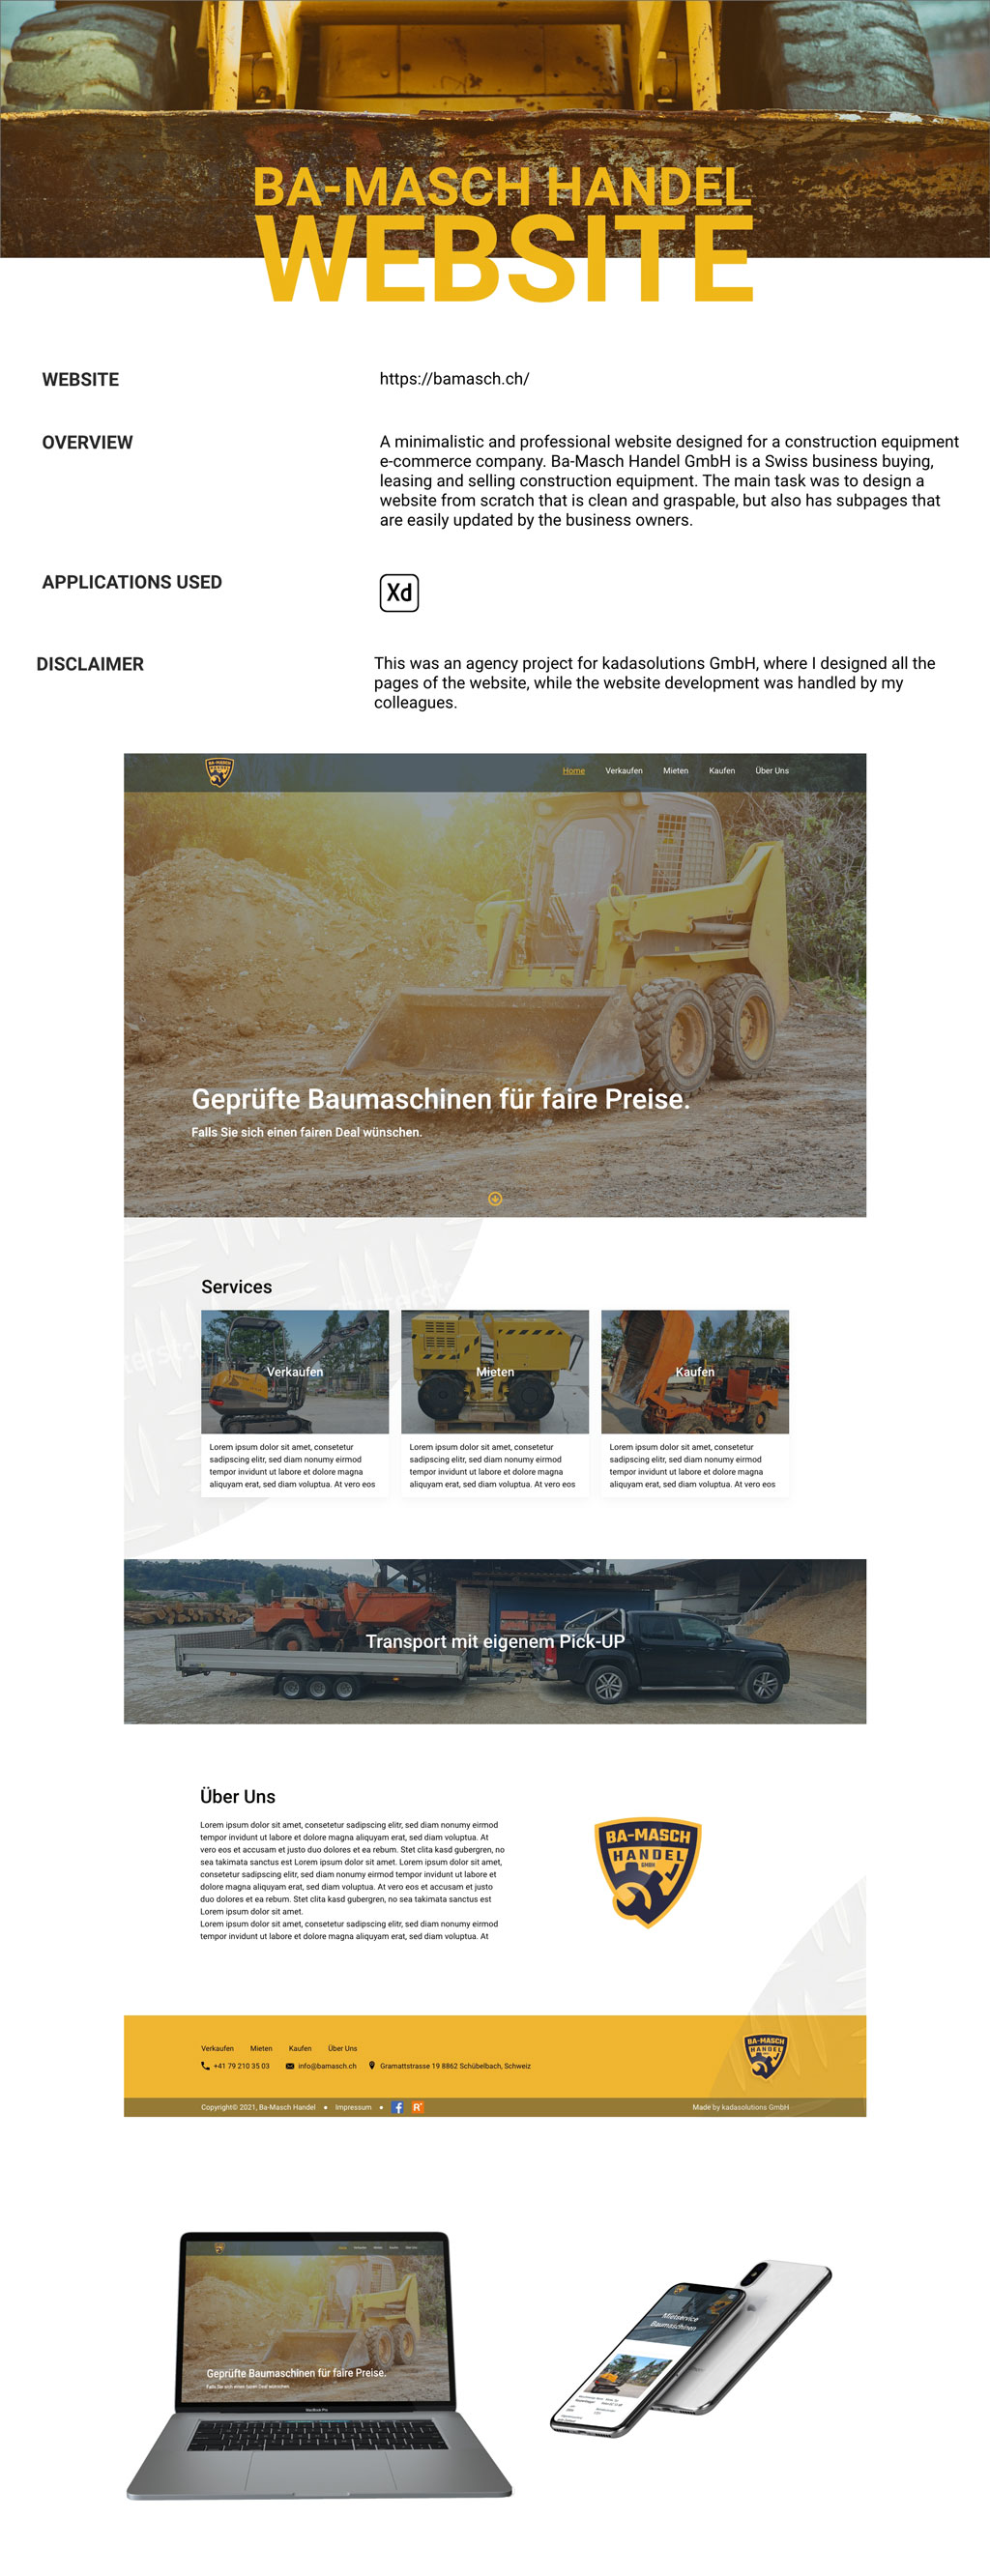 BA-MASCH HANDEL
WEBSITE
WEBSITE
https://bamasch.ch/
OVERVIEW
A minimalistic and professional website designed for a construction equipment
e-commerce company. Ba-Masch Handel GmbH is a Swiss business buying,
leasing and selling construction equipment. The main task was to design a
website from scratch that is clean and graspable, but also has subpages that
are easily updated by the business owners.
APPLICATIONS USED
Xd
DISCLAIMER
This was an agency project for kadasolutions GmbH, where I designed all the
pages of the website, while the website development was handled by my
colleagues.
BA-MASCH
HANDEL
Home Verkaufen Mieten Kaufen Über Uns
Geprüfte Baumaschinen für faire Preise.
Falls Sie sich einen fairen Deal wünschen.
Services
Verkaufen
Lorem ipsum dolor sit amet, consetetur
sadipscing elitr, sed diam nonumy eirmod
tempor invidunt ut labore et dolore magna
aliquyam erat, sed diam voluptua. At vero eos
Mieten
Lorem ipsum dolor sit amet, consetetur
sadipscing elitr, sed diam nonumy eirmod
tempor invidunt ut labore et dolore magna
aliquyam erat, sed diam voluptua. At vero eos
Kaufen
Lorem ipsum dolor sit amet, consetetur
sadipscing elitr, sed diam nonumy eirmod
tempor invidunt ut labore et dolore magna
aliquyam erat, sed diam voluptua. At vero eos
Transport mit eigenem Pick-UP
Über Uns
Lorem ipsum dolor sit amet, consetetur sadipscing elitr, sed diam nonumy eirmod
tempor invidunt ut labore et dolore magna aliquyam erat, sed diam voluptua. At
vero eos et accusam et justo duo dolores et ea rebum. Stet clita kasd gubergren, no
sea takimata sanctus est Lorem ipsum dolor sit amet. Lorem ipsum dolor sit amet,
consetetur sadipscing elitr, sed diam nonumy eirmod tempor invidunt ut labore et
dolore magna aliquyam erat, sed diam voluptua. At vero eos et accusam et justo
duo dolores et ea rebum. Stet clita kasd gubergren, no sea takimata sanctus est
Lorem ipsum dolor sit amet.
Lorem ipsum dolor sit amet, consetetur sadipscing elitr, sed diam nonumy eirmod
tempor invidunt ut labore et dolore magna aliquyam erat, sed diam voluptua. At
BA-MASCH
HANDEL
GMBH
Verkaufen Mieten Kaufen Über Uns
+41 79 210 35 03 info@bamasch.ch Gramattstrasse 19 8862 Schübelbach, Schweiz
BA-MASCH
HANDEL
Copyright© 2021, Ba-Masch Handel • Impressum • f R
Made by kadasolutions GmbH
Home Verkaufen Mieten Kaufen Über Uns
Geprüfte Baumaschinen für faire Preise.
Falls Sie sich einen fairen Deal wünschen.
MacBook Pro
Mietservice
Baumaschinen